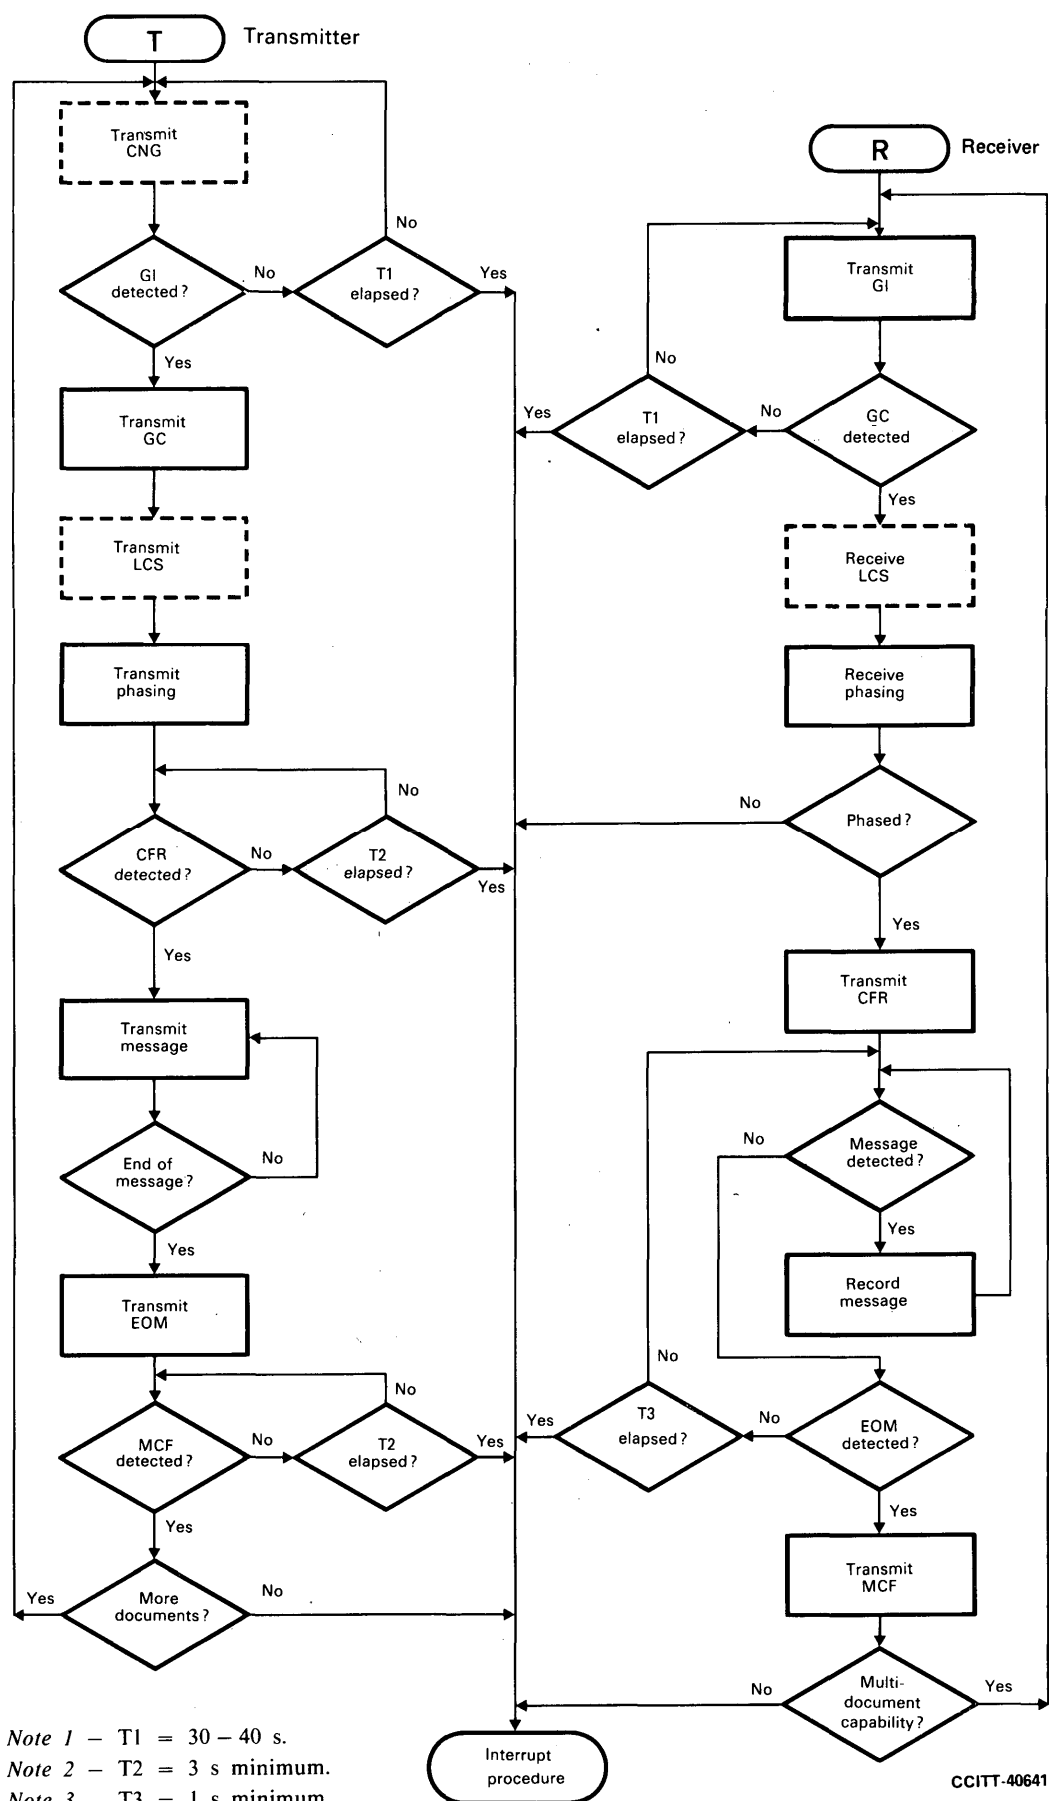 T
Transmitter
Transmit
CNG
No
GI
detected?
No
T1
elapsed?
Yes
Yes
Transmit
GC
Transmit
LCS
Transmit
phasing
No
CFR
detected?
No
T2
elapsed?
Yes
Yes
Transmit
message
End of
message?
No
Yes
Transmit
EOM
No
MCF
detected?
No
T2
elapsed?
Yes
Yes
More
documents?
Yes
No
R
Receiver
Transmit
GI
No
Yes
T1
elapsed?
No
GC
detected
Yes
Receive
LCS
Receive
phasing
No
Phased?
Yes
Transmit
CFR
No
Message
detected?
Yes
Record
message
No
Yes
T3
elapsed?
No
EOM
detected?
Yes
Transmit
MCF
No
Multi-
document
capability?
Yes
Interrupt
procedure
Note 1 – T1 = 30 – 40 s.
Note 2 – T2 = 3 s minimum.
Note 3 – T3 = 1 s minimum
CCITT-40641